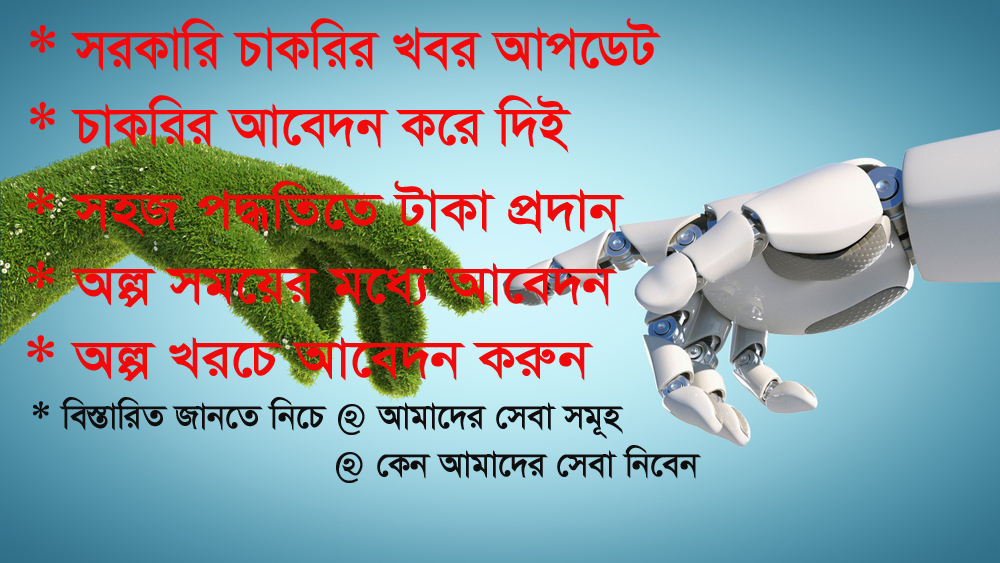 * সরকারি চাকরির খবর আপডেট
* চাকরির আবেদন করে দিই
* সহজ পদ্ধতিতে টাকা প্রদান
* অল্প সময়ের মধ্যে আবেদন
* অল্প খরচে আবেদন করুন
* বিস্তারিত জানতে নিচে @ আমাদের সেবা সমূহ
@ কেন আমাদের সেবা নিবেন